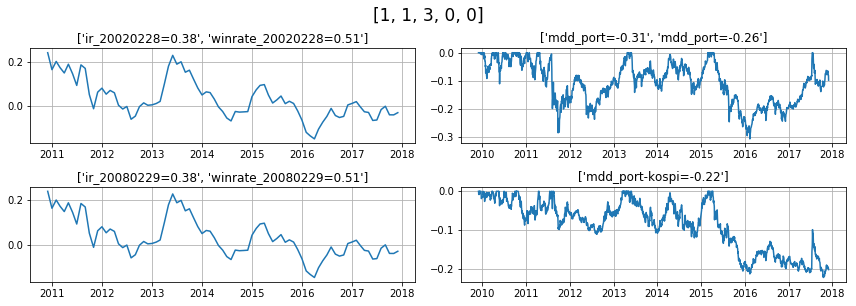 [1, 1, 3, 0, 0]
['ir_20020228=0.38', 'winrate_20020228=0.51']
0.2
0.0
2011 2012 2013 2014 2015 2016 2017 2018
['mdd_port=-0.31', 'mdd_port=-0.26']
0.0
−0.1
−0.2
−0.3
2010 2011 2012 2013 2014 2015 2016 2017 2018
['ir_20080229=0.38', 'winrate_20080229=0.51']
0.2
0.0
2011 2012 2013 2014 2015 2016 2017 2018
['mdd_port-kospi=-0.22']
0.0
−0.1
−0.2
2010 2011 2012 2013 2014 2015 2016 2017 2018